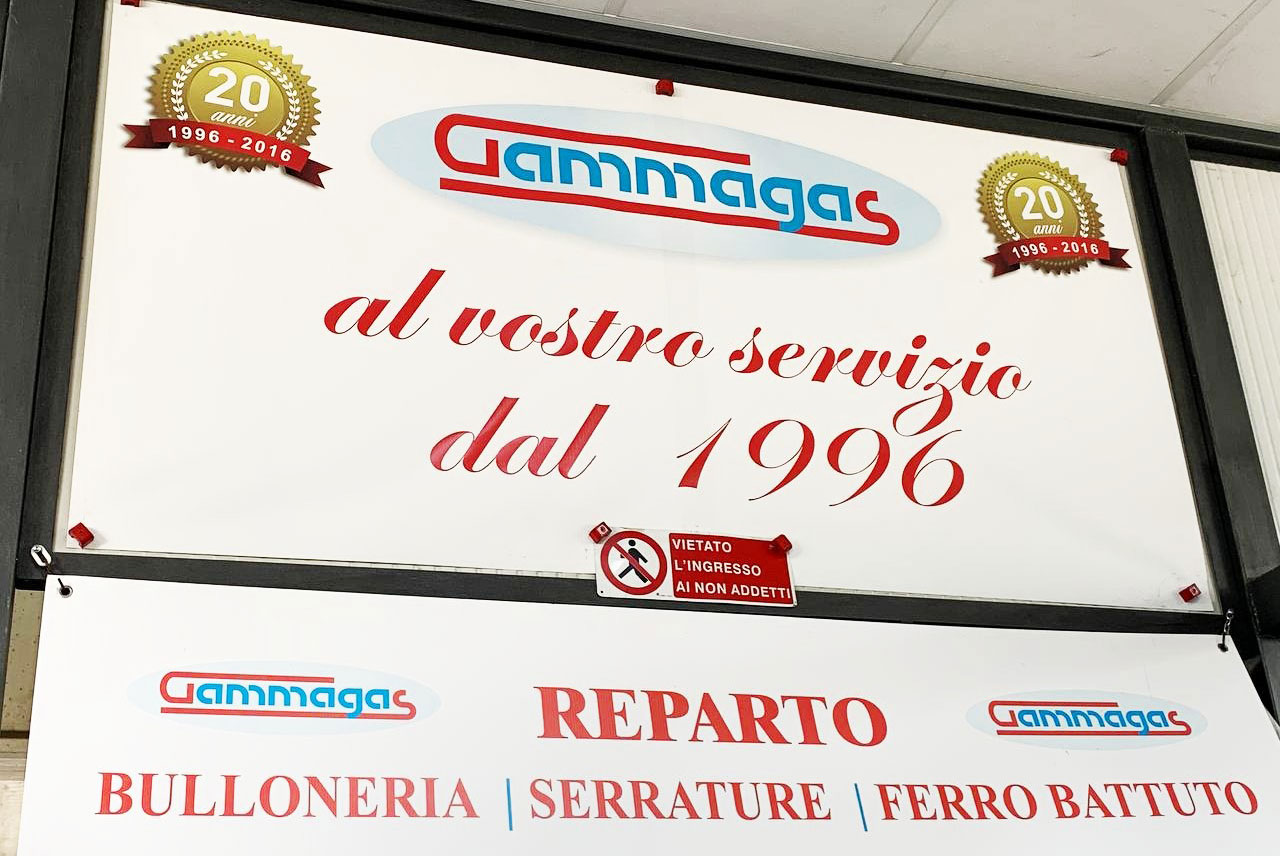 20
anni
1996 - 2016
Gammagas
20
anni
1996 - 2016
al vostro servizio
dal 1996
VIETATO
L'INGRESSO
AI NON ADDETTI
Gammagas
REPARTO
Gammagas
BULLONERIA | SERRATURE | FERRO BATTUTO